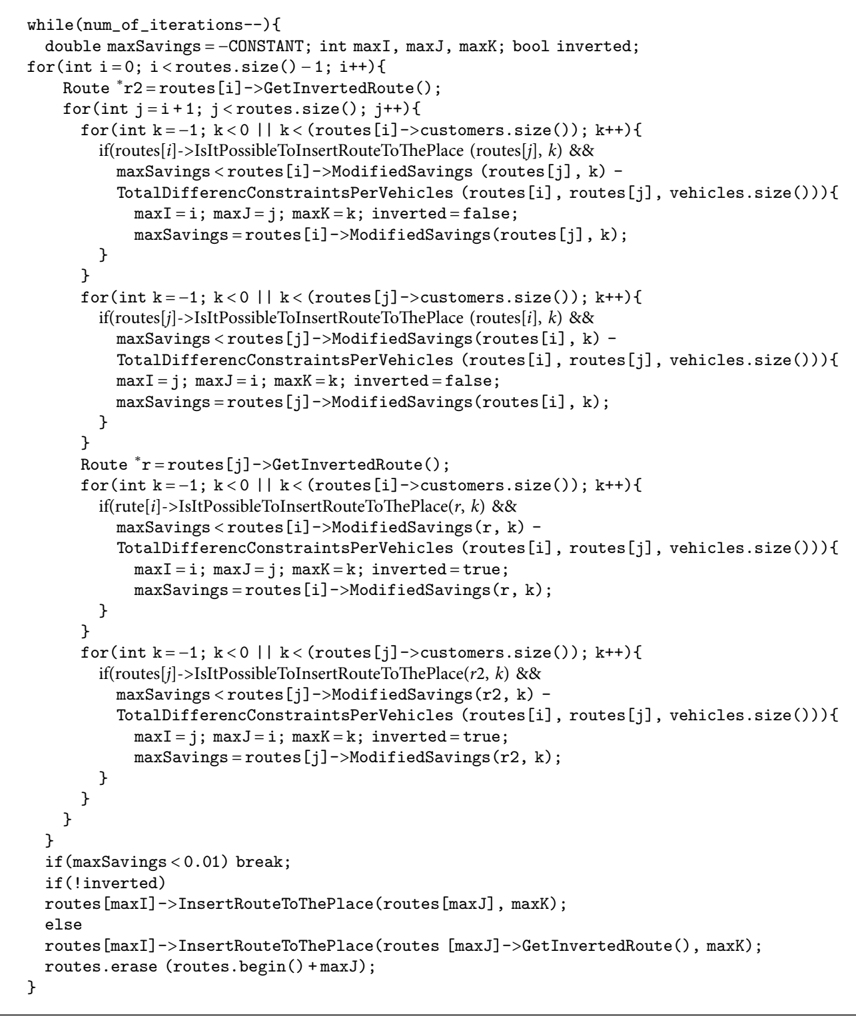 while(num_of_iterations--){
double maxSavings=−CONSTANT; int maxI, maxJ, maxK; bool inverted;
for(int i=0; i<routes.size()−1; i++){
Route *r2=routes[i]->GetInvertedRoute();
for(int j=i+1; j<routes.size(); j++){
for(int k=−1; k<0 || k<(routes[i]->customers.size()); k++){
if(routes[i]->IsItPossibleToInsertRouteToThePlace (routes[j], k) &&
maxSavings<routes[i]->ModifiedSavings (routes[j], k) −
TotalDifferencConstraintsPerVehicles (routes[i], routes[j], vehicles.size())){
maxI=i; maxJ=j; maxK=k; inverted=false;
maxSavings=routes[i]->ModifiedSavings(routes[j], k);
}
}
for(int k=−1; k<0 || k<(routes[j]->customers.size()); k++){
if(routes[j]->IsItPossibleToInsertRouteToThePlace (routes[i], k) &&
maxSavings<routes[j]->ModifiedSavings(routes[i], k) −
TotalDifferencConstraintsPerVehicles (routes[i], routes[j], vehicles.size())){
maxI=j; maxJ=i; maxK=k; inverted=false;
maxSavings=routes[j]->ModifiedSavings(routes[i], k);
}
}
Route *r=routes[j]->GetInvertedRoute();
for(int k=−1; k<0 || k<(routes[i]->customers.size()); k++){
if(rute[i]->IsItPossibleToInsertRouteToThePlace(r, k) &&
maxSavings<routes[i]->ModifiedSavings(r, k) −
TotalDifferencConstraintsPerVehicles (routes[i], routes[j], vehicles.size())){
maxI=i; maxJ=j; maxK=k; inverted=true;
maxSavings=routes[i]->ModifiedSavings(r, k);
}
}
for(int k=−1; k<0 || k<(routes[j]->customers.size()); k++){
if(routes[j]->IsItPossibleToInsertRouteToThePlace(r2, k) &&
maxSavings<routes[j]->ModifiedSavings(r2, k) −
TotalDifferencConstraintsPerVehicles (routes[i], routes[j], vehicles.size())){
maxI=j; maxJ=i; maxK=k; inverted=true;
maxSavings=routes[j]->ModifiedSavings(r2, k);
}
}
}
}
if(maxSavings<0.01) break;
if(!inverted)
routes[maxI]->InsertRouteToThePlace(routes[maxJ], maxK);
else
routes[maxI]->InsertRouteToThePlace(routes [maxJ]->GetInvertedRoute(), maxK);
routes.erase (routes.begin()+maxJ);
}